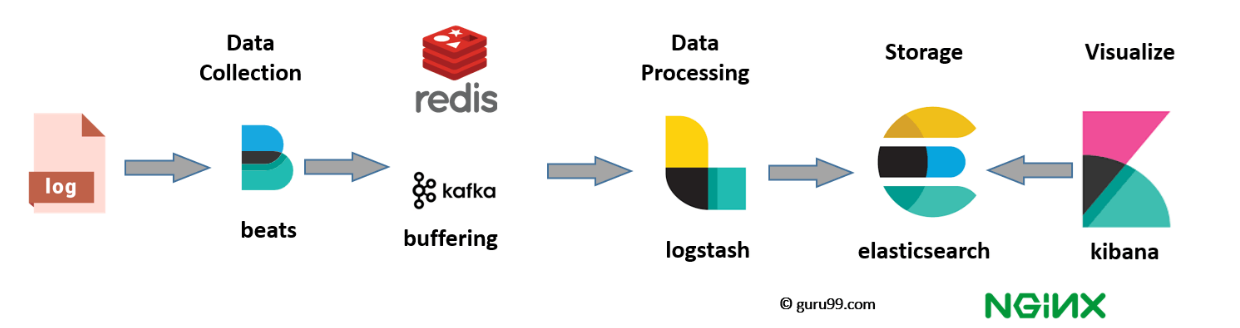 Data
Collection
redis
Data
Processing
Storage
Visualize
log
kafka
beats
buffering
logstash
elasticsearch
kibana
© guru99.com
NGINX